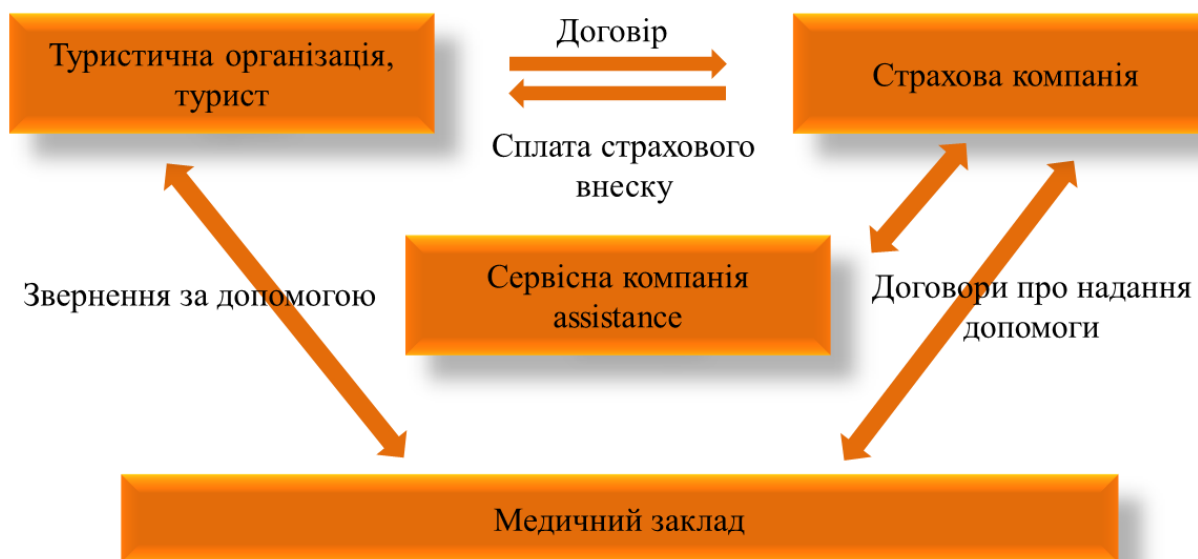 Туристична організація,
турист
Договір
Страхова компанія
Сплата страхового
внеску
Сервісна компанія
assistance
Звернення за допомогою
Договори про надання
допомоги
Медичний заклад